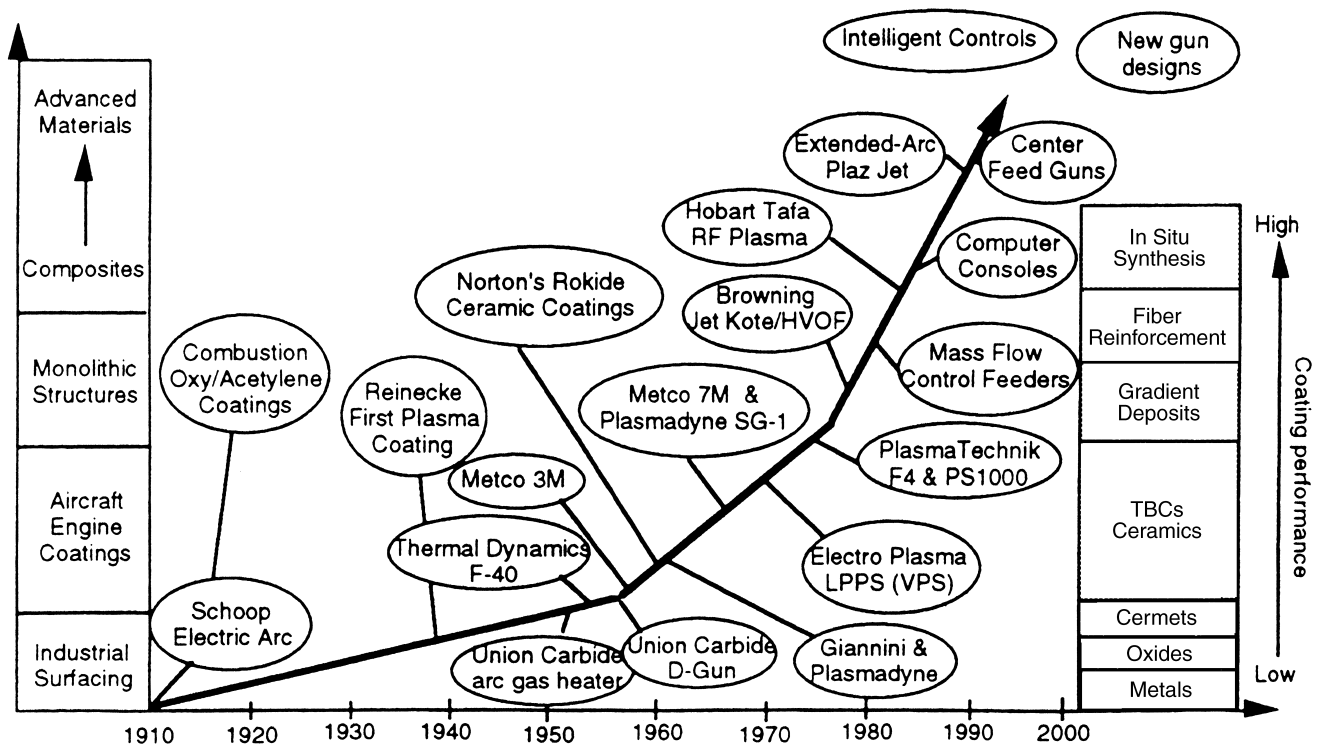 Advanced
Materials
Composites
Monolithic
Structures
Aircraft
Engine
Coatings
Industrial
Surfacing
Combustion
Oxy/Acetylene
Coatings
Schoop
Electric Arc
Reinecke
First Plasma
Coating
Metco 3M
Thermal Dynamics
F-40
Union Carbide
arc gas heater
Union Carbide
D-Gun
Norton's Rokide
Ceramic Coatings
Metco 7M &
Plasmadyne SG-1
Giannini &
Plasmadyne
Electro Plasma
LPPS (VPS)
PlasmaTechnik
F4 & PS1000
Browning
Jet Kote/HVOF
Mass Flow
Control Feeders
Hobart Tafa
RF Plasma
Computer
Consoles
Extended-Arc
Plaz Jet
Center
Feed Guns
Intelligent Controls
New gun
designs
In Situ
Synthesis
Fiber
Reinforcement
Gradient
Deposits
TBCs
Ceramics
Cermets
Oxides
Metals
High
Coating performance
Low
1910
1920
1930
1940
1950
1960
1970
1980
1990
2000